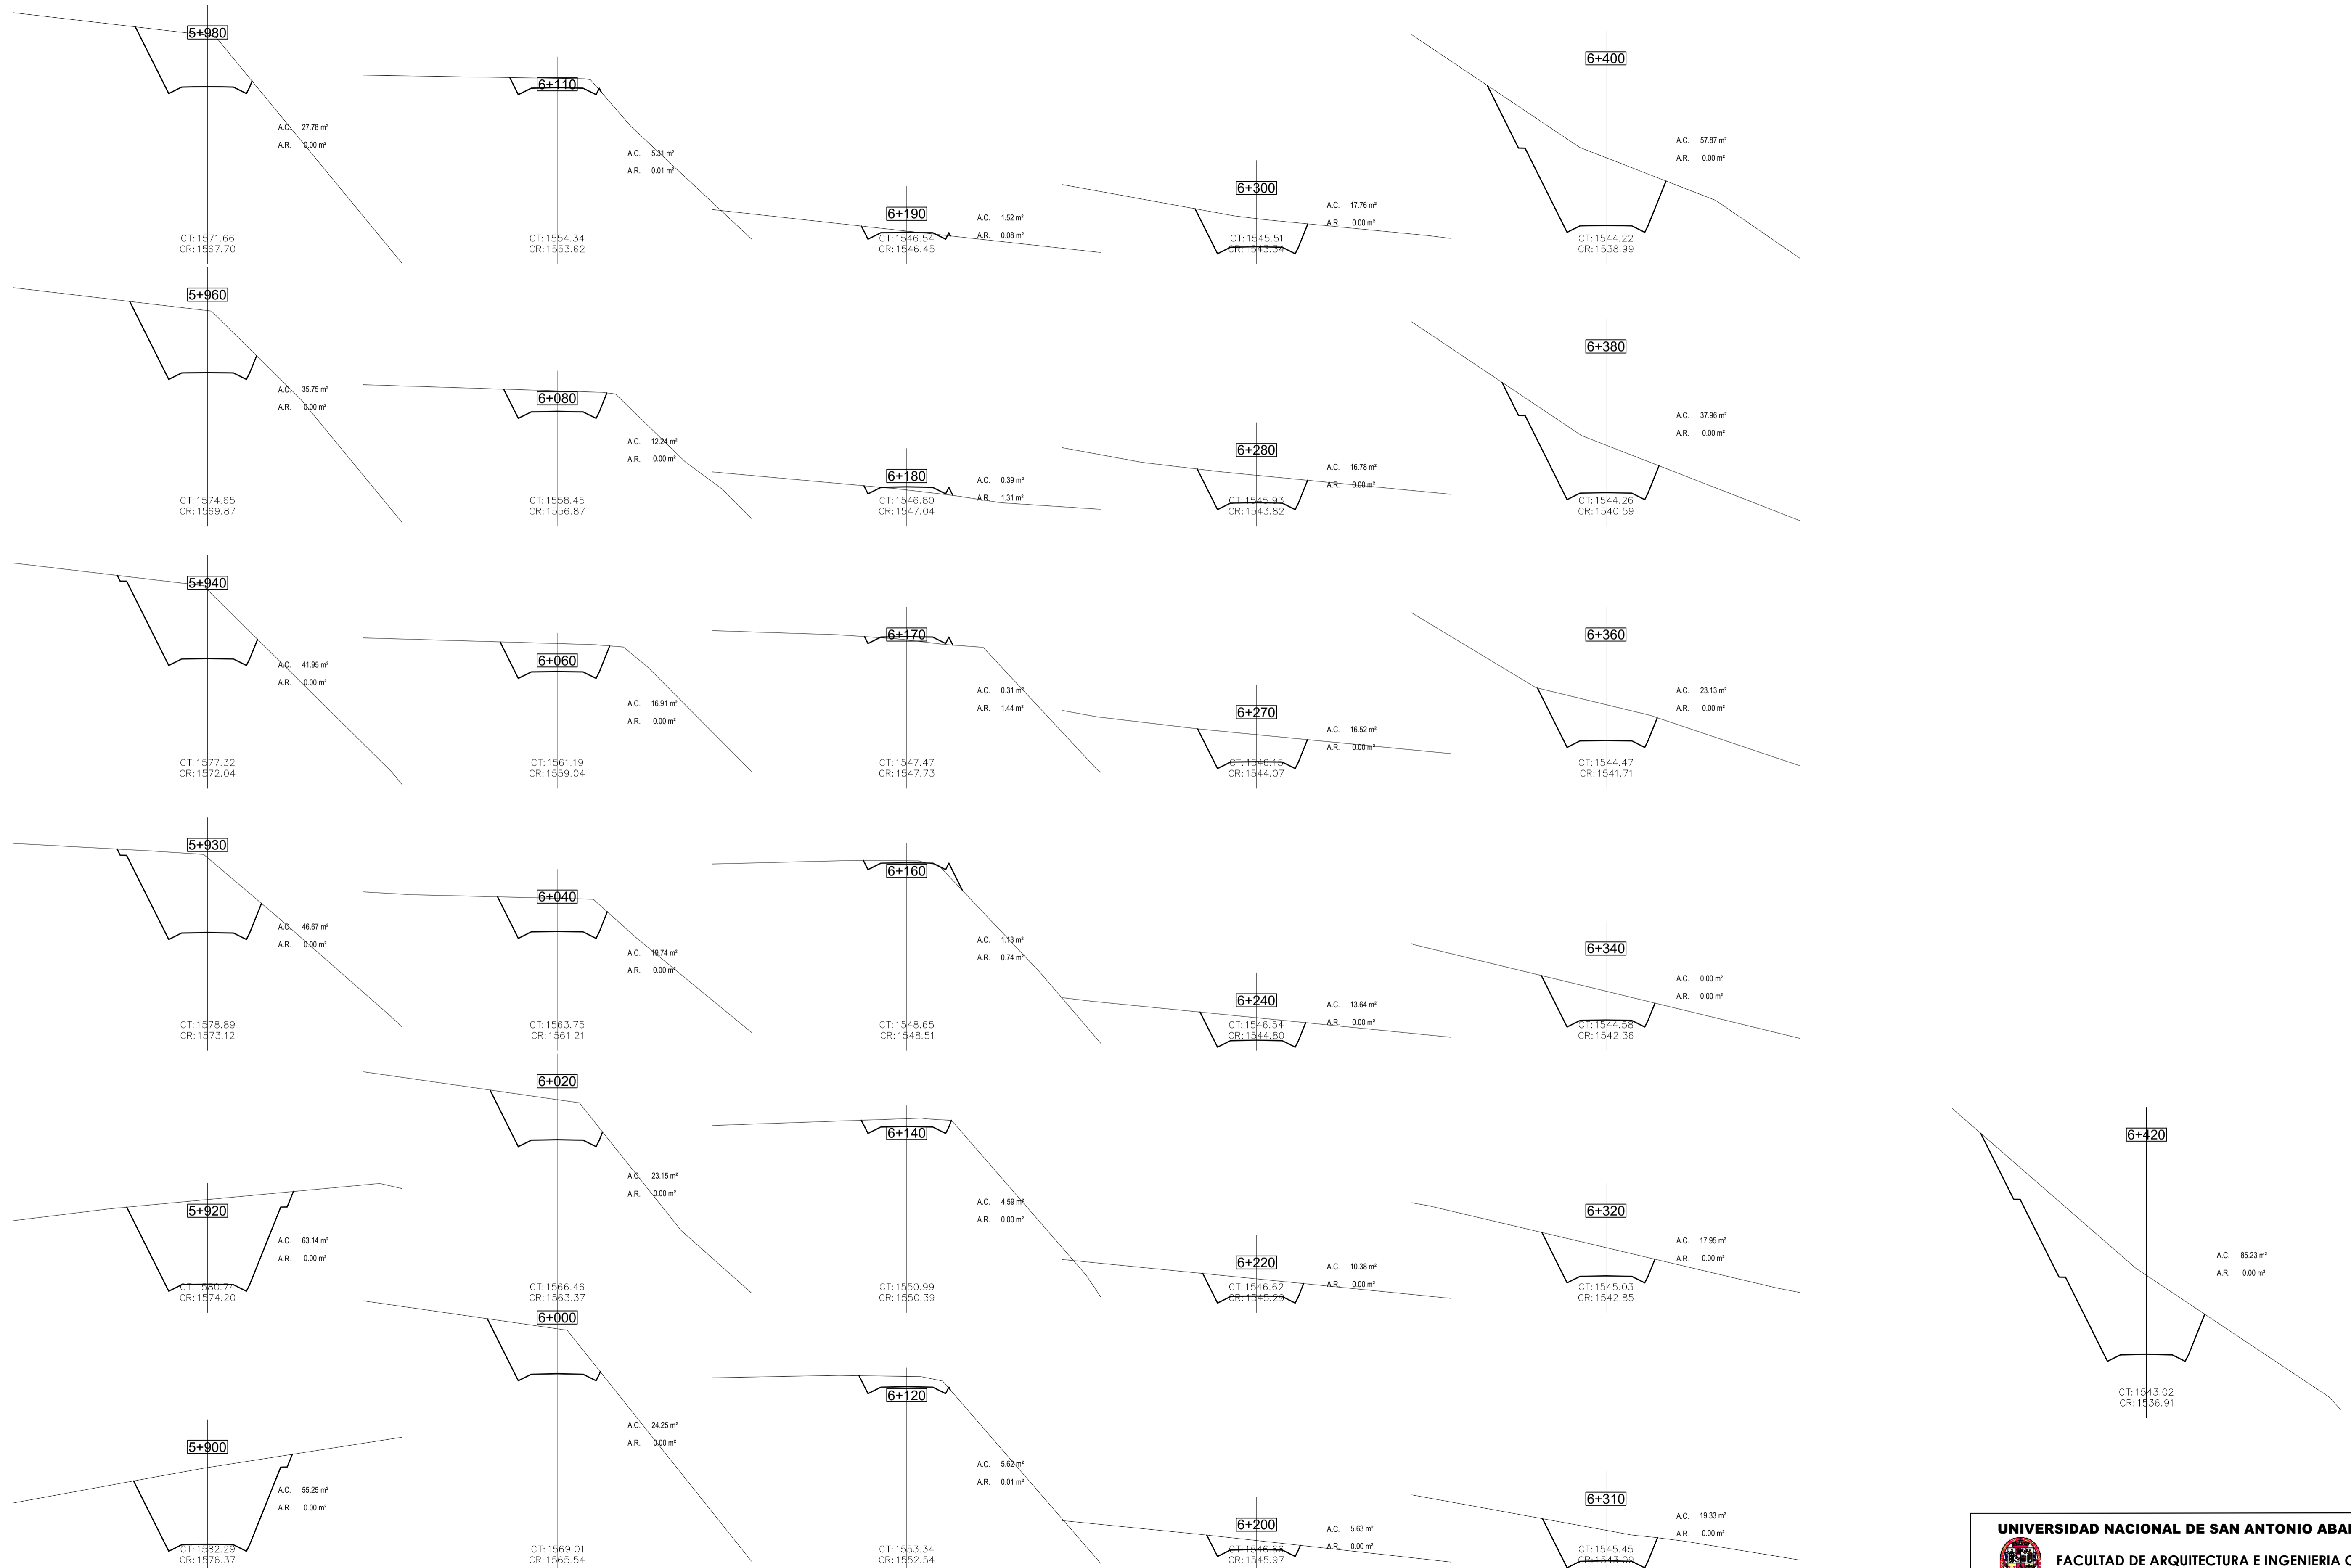 5+980
A.C. 27.78 m²
A.R. 0.00 m²
CT:1571.66
CR:1567.70
5+960
A.C. 35.75 m²
A.R. 0.00 m²
CT:1574.65
CR:1569.87
5+940
A.C. 41.95 m²
A.R. 0.00 m²
CT:1577.32
CR:1572.04
5+930
A.C. 46.67 m²
A.R. 0.00 m²
CT:1578.89
CR:1573.12
5+920
A.C. 63.14 m²
A.R. 0.00 m²
CT:1580.74
CR:1574.20
5+900
A.C. 55.25 m²
A.R. 0.00 m²
CT:1582.29
CR:1576.37
6+110
A.C. 5.31 m²
A.R. 0.01 m²
CT:1554.34
CR:1553.62
6+080
A.C. 12.24 m²
A.R. 0.00 m²
CT:1558.45
CR:1556.87
6+060
A.C. 16.91 m²
A.R. 0.00 m²
CT:1561.19
CR:1559.04
6+040
A.C. 19.74 m²
A.R. 0.00 m²
CT:1563.75
CR:1561.21
6+020
A.C. 23.15 m²
A.R. 0.00 m²
CT:1566.46
CR:1563.37
6+000
A.C. 24.25 m²
A.R. 0.00 m²
CT:1569.01
CR:1565.54
6+190
A.C. 1.52 m²
A.R. 0.08 m²
CT:1546.54
CR:1546.45
6+180
A.C. 0.39 m²
A.R. 1.31 m²
CT:1546.80
CR:1547.04
6+170
A.C. 0.31 m²
A.R. 1.44 m²
CT:1547.47
CR:1547.73
6+160
A.C. 1.13 m²
A.R. 0.74 m²
CT:1548.65
CR:1548.51
6+140
A.C. 4.59 m²
A.R. 0.00 m²
CT:1550.99
CR:1550.39
6+120
A.C. 5.62 m²
A.R. 0.01 m²
CT:1553.34
CR:1552.54
6+300
A.C. 17.76 m²
A.R. 0.00 m²
CT:1545.51
CR:1543.34
6+280
A.C. 16.78 m²
A.R. 0.00 m²
CT:1545.93
CR:1543.82
6+270
A.C. 16.52 m²
A.R. 0.00 m²
CT:1546.15
CR:1544.07
6+240
A.C. 13.64 m²
A.R. 0.00 m²
CT:1546.54
CR:1544.80
6+220
A.C. 10.38 m²
A.R. 0.00 m²
CT:1546.62
CR:1545.29
6+200
A.C. 5.63 m²
A.R. 0.00 m²
CT:1546.66
CR:1545.97
6+400
A.C. 57.87 m²
A.R. 0.00 m²
CT:1544.22
CR:1538.99
6+380
A.C. 37.96 m²
A.R. 0.00 m²
CT:1544.26
CR:1540.59
6+360
A.C. 23.13 m²
A.R. 0.00 m²
CT:1544.47
CR:1541.71
6+340
A.C. 0.00 m²
A.R. 0.00 m²
CT:1544.58
CR:1542.36
6+320
A.C. 17.95 m²
A.R. 0.00 m²
CT:1545.03
CR:1542.85
6+310
A.C. 19.33 m²
A.R. 0.00 m²
CT:1545.45
CR:1543.09
6+420
A.C. 85.23 m²
A.R. 0.00 m²
CT:1543.02
CR:1536.91
UNIVERSIDAD NACIONAL DE SAN ANTONIO ABA
FACULTAD DE ARQUITECTURA E INGENIERIA C